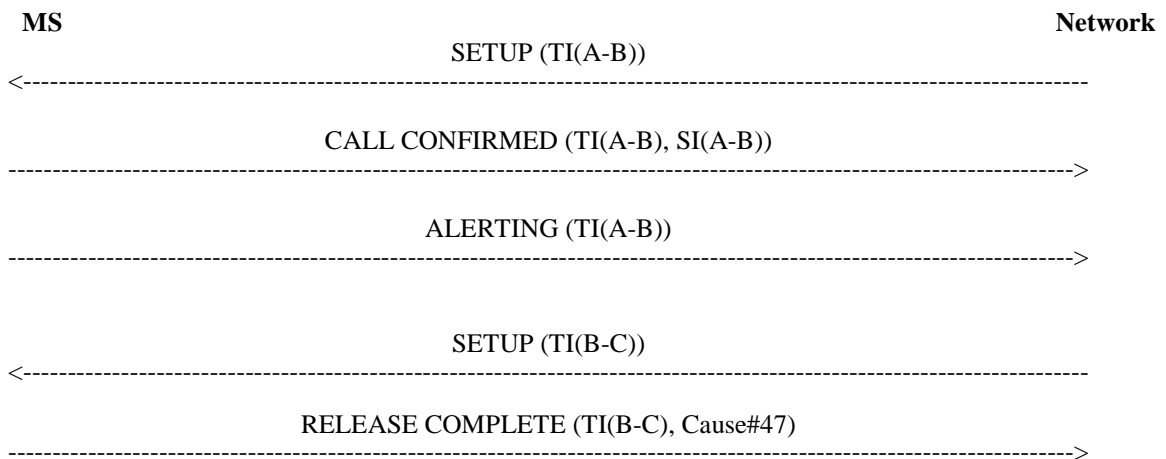 MS Network
SETUP (TI(A-B))
<------------------------------------------------------------------------------------------------------------------------
CALL CONFIRMED (TI(A-B), SI(A-B))
------------------------------------------------------------------------------------------------------------------------>
ALERTING (TI(A-B))
------------------------------------------------------------------------------------------------------------------------>
SETUP (TI(B-C))
<------------------------------------------------------------------------------------------------------------------------
RELEASE COMPLETE (TI(B-C), Cause#47)
------------------------------------------------------------------------------------------------------------------------>